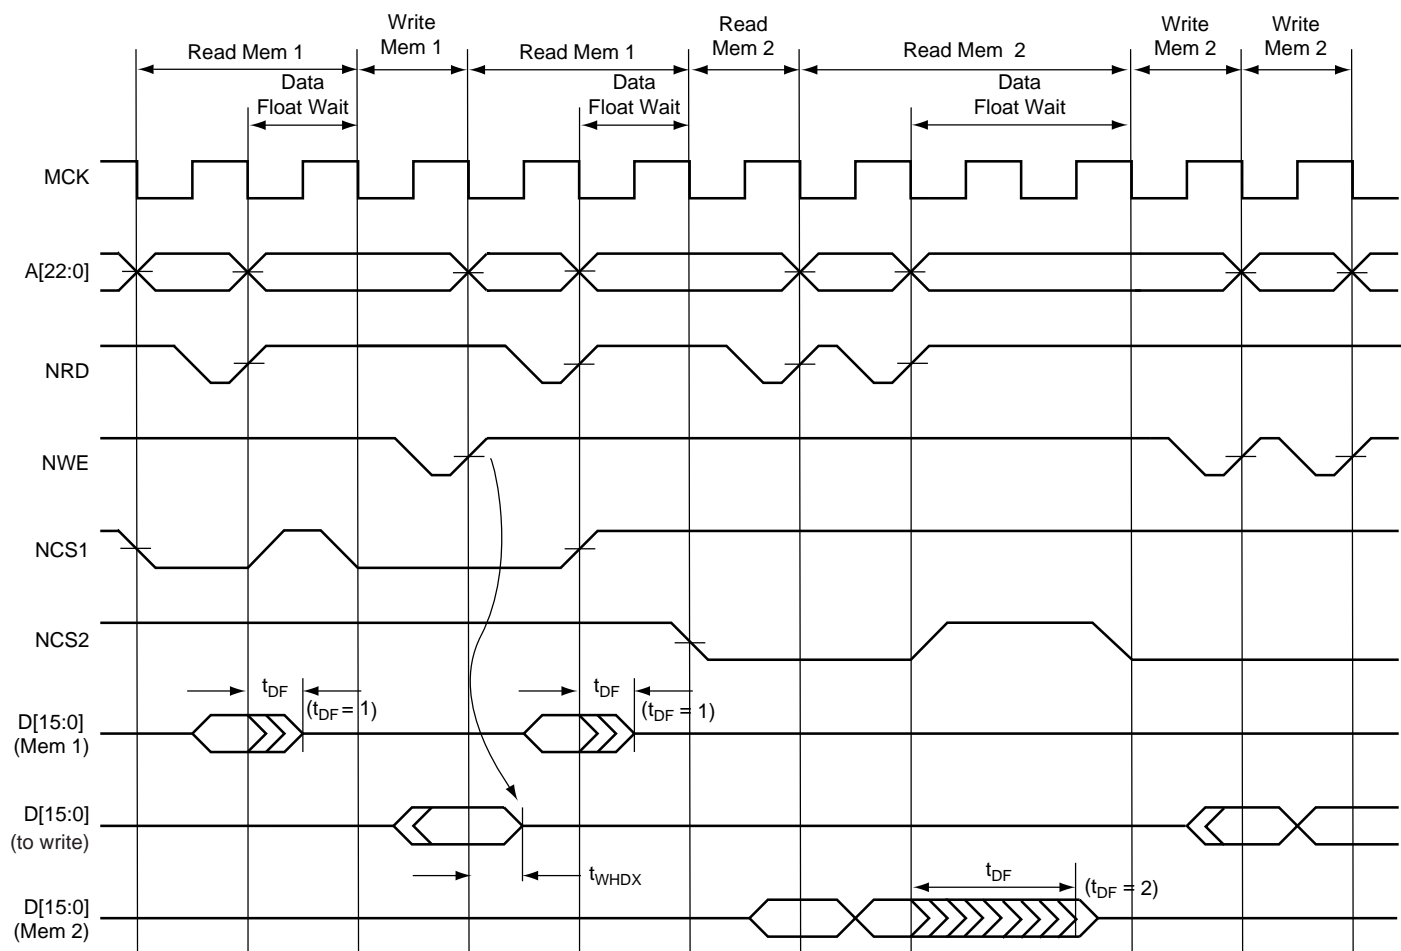 Write
Mem 1
Read
Mem 2
Write
Mem 2
Write
Mem 2
Read Mem 1
Read Mem 1
Read Mem 2
Data
Float Wait
Data
Float Wait
Data
Float Wait
MCK
A[22:0]
NRD
NWE
NCS1
NCS2
tDF
(tDF = 1)
tDF
(tDF = 1)
D[15:0]
(Mem 1)
D[15:0]
(to write)
tWHDX
tDF
(tDF = 2)
D[15:0]
(Mem 2)